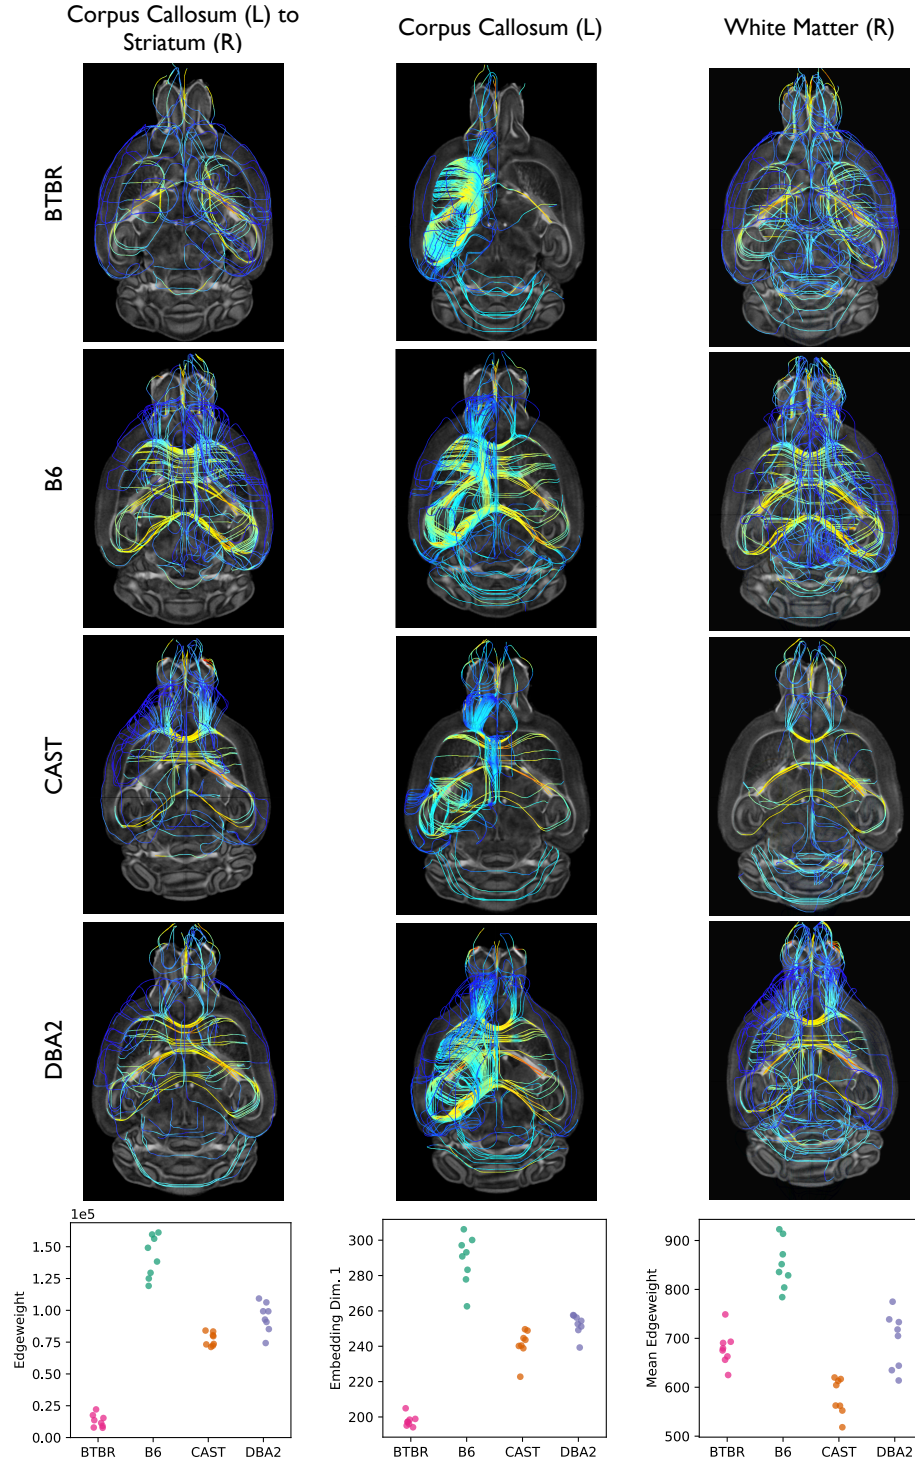 Corpus Callosum (L) to
Striatum (R)
Corpus Callosum (L)
White Matter (R)
BTBR
B6
CAST
DBA2
1e5
Edgeweight
1.50
1.25
1.00
0.75
0.50
0.25
0.00
BTBR B6 CAST DBA2
Embedding Dim. 1
300
280
260
240
220
200
BTBR B6 CAST DBA2
Mean Edgeweight
900
800
700
600
500
BTBR B6 CAST DBA2